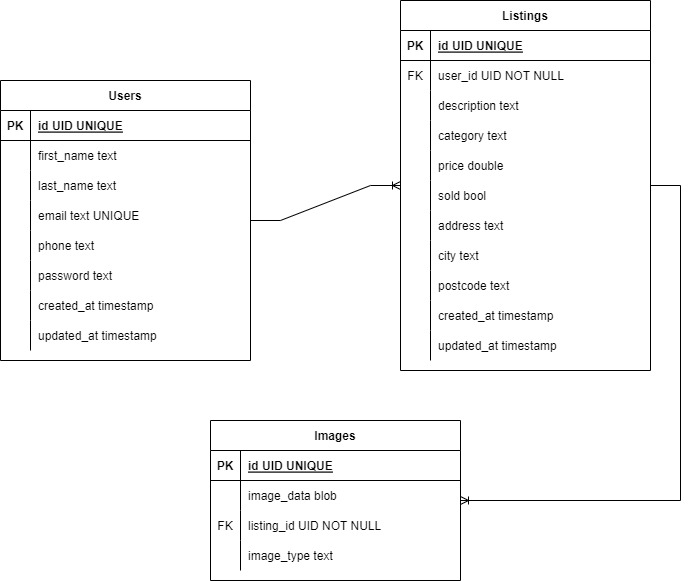 Listings
PK id UID UNIQUE
FK user_id UID NOT NULL
description text
category text
price double
sold bool
address text
city text
postcode text
created_at timestamp
updated_at timestamp
Users
PK id UID UNIQUE
first_name text
last_name text
email text UNIQUE
phone text
password text
created_at timestamp
updated_at timestamp
Images
PK id UID UNIQUE
image_data blob
FK listing_id UID NOT NULL
image_type text